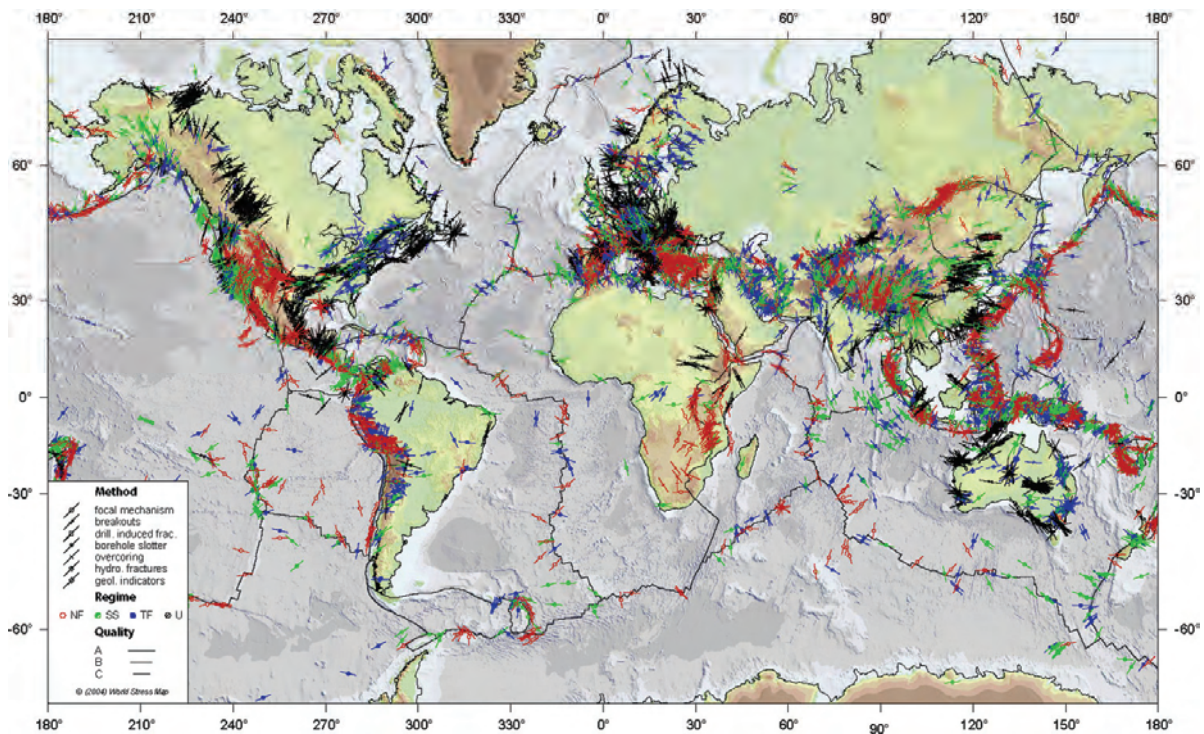 180° 210° 240° 270° 300° 330° 0° 30° 60° 90° 120° 150° 180°
60° 60°
30° 30°
0° 0°
-30° -30°
-60° -60°
Method
focal mechanism
breakouts
drill. induced frac.
borehole slotter
overcoring
hydro. fractures
geol. indicators
Regime
NF SS TF U
Quality
A
B
C
© (2004) World Stress Map
180° 210° 240° 270° 300° 330° 0° 30° 60° 90° 120° 150° 180°